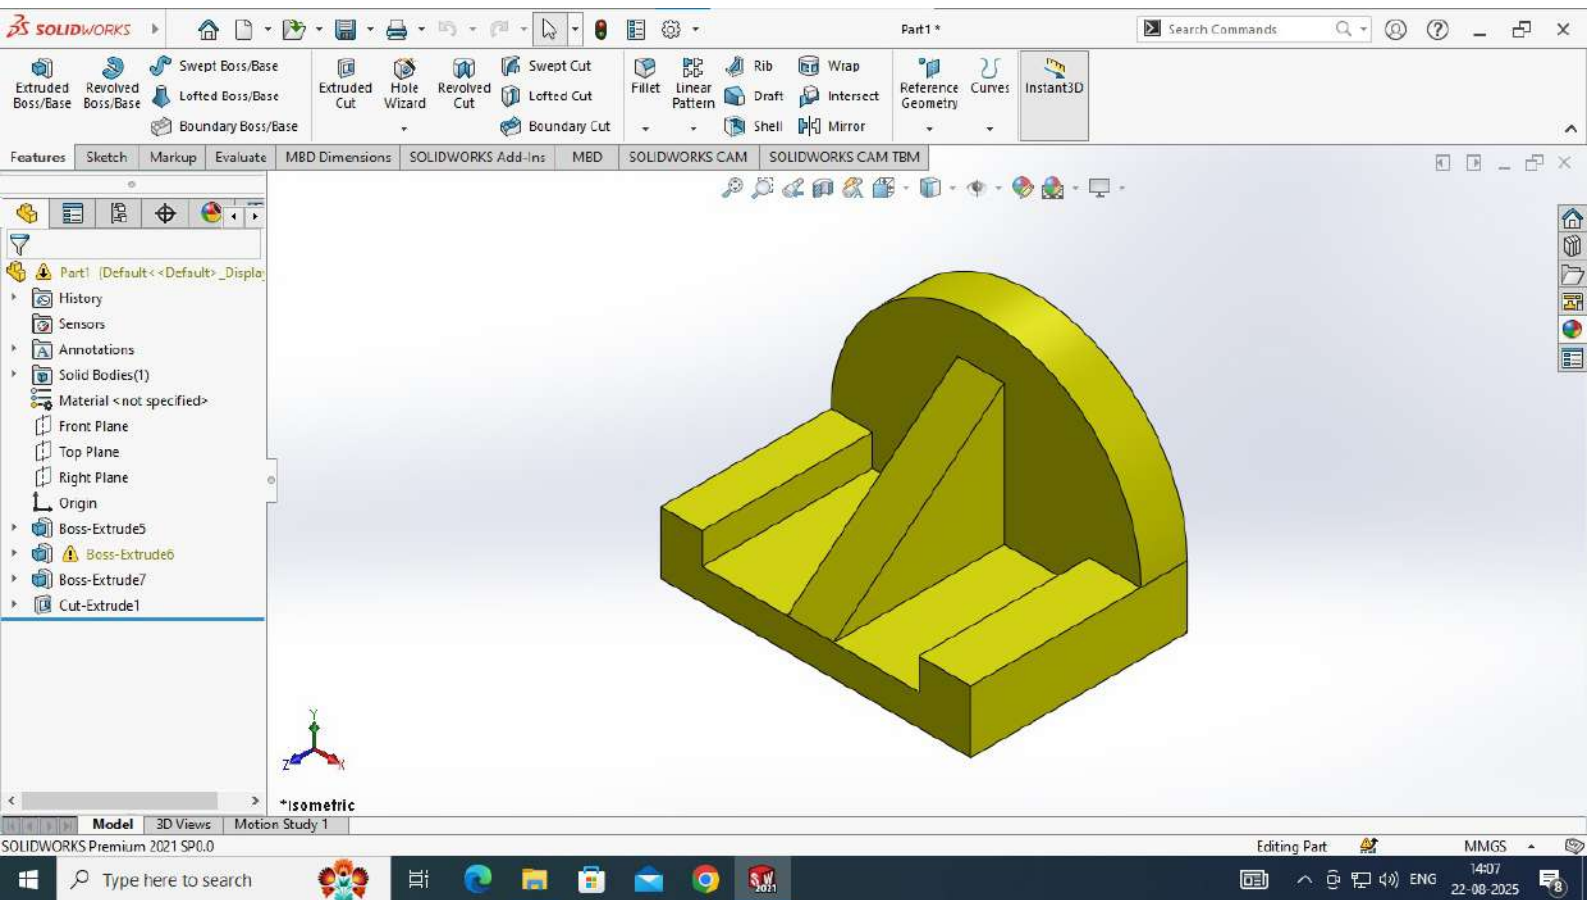 SOLIDWORKS
Part1 *
Search Commands
Extruded Boss/Base
Revolved Boss/Base
Swept Boss/Base
Lofted Boss/Base
Boundary Boss/Base
Extruded Cut
Hole Wizard
Revolved Cut
Swept Cut
Lofted Cut
Boundary Cut
Fillet
Linear Pattern
Rib
Draft
Shell
Wrap
Intersect
Mirror
Reference Geometry
Curves
Instant3D
Features
Sketch
Markup
Evaluate
MBD Dimensions
SOLIDWORKS Add-Ins
MBD
SOLIDWORKS CAM
SOLIDWORKS CAM TBM
Part1 (Default<<Default>_Display
History
Sensors
Annotations
Solid Bodies(1)
Material <not specified>
Front Plane
Top Plane
Right Plane
Origin
Boss-Extrude5
Boss-Extrude6
Boss-Extrude7
Cut-Extrude1
Y
Z
X
*Isometric
Model
3D Views
Motion Study 1
SOLIDWORKS Premium 2021 SP0.0
Editing Part
MMGS
Type here to search
SW
2021
ENG
14:07
22-08-2025
8